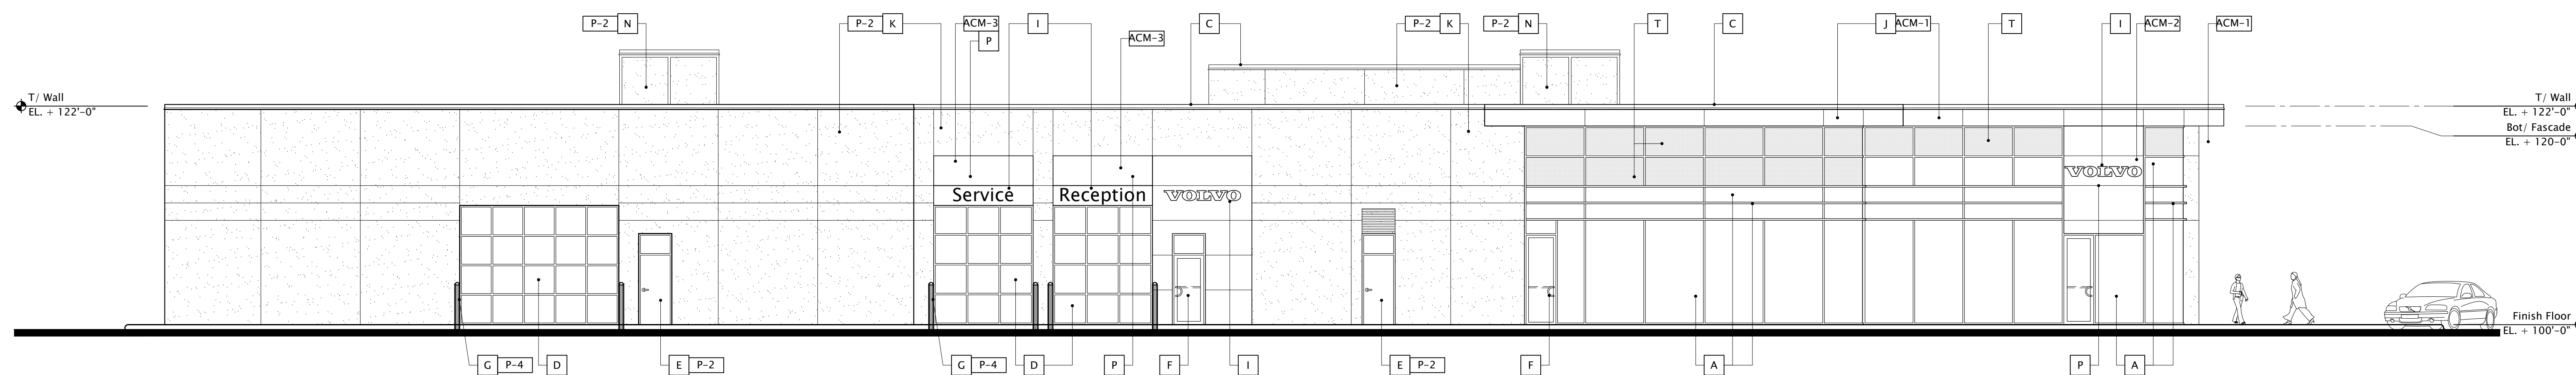 P-2 N
P-2 K
ACM-3
P
I
ACM-3
C
P-2 K
P-2 N
T
C
J ACM-1
T
I
ACM-2
ACM-1
T/ Wall
EL. + 122'-0"
T/ Wall
EL. + 122'-0"
Bot/ Fascade
EL. + 120-0"
Service
Reception
VOLVO
VOLVO
Finish Floor
EL. + 100'-0"
G P-4
D
E P-2
G P-4
D
P
F
I
E P-2
F
A
P
A